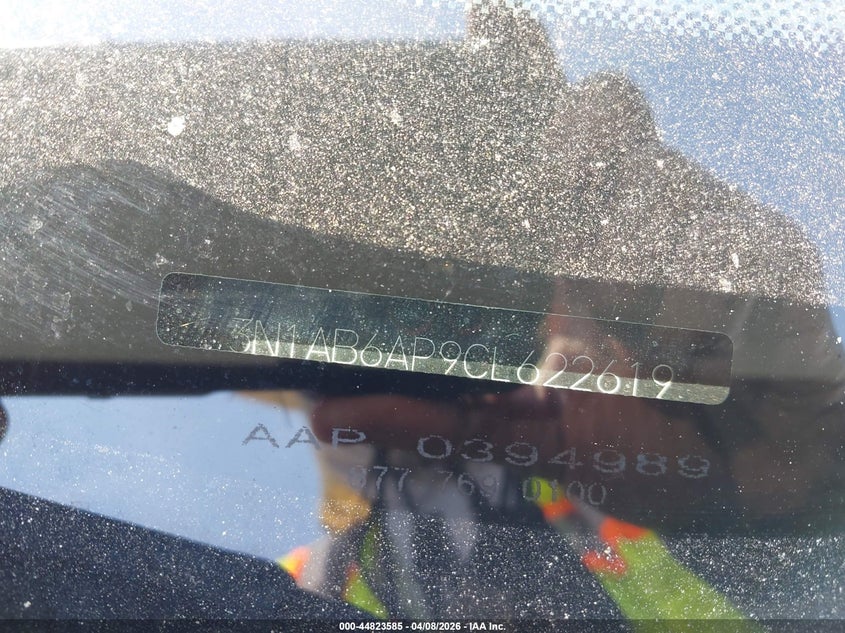 3N1AB6AP9CL622619
AAP 0394989
877 769 0100
000-44823585 | 04/08/2026 - IAA Inc.